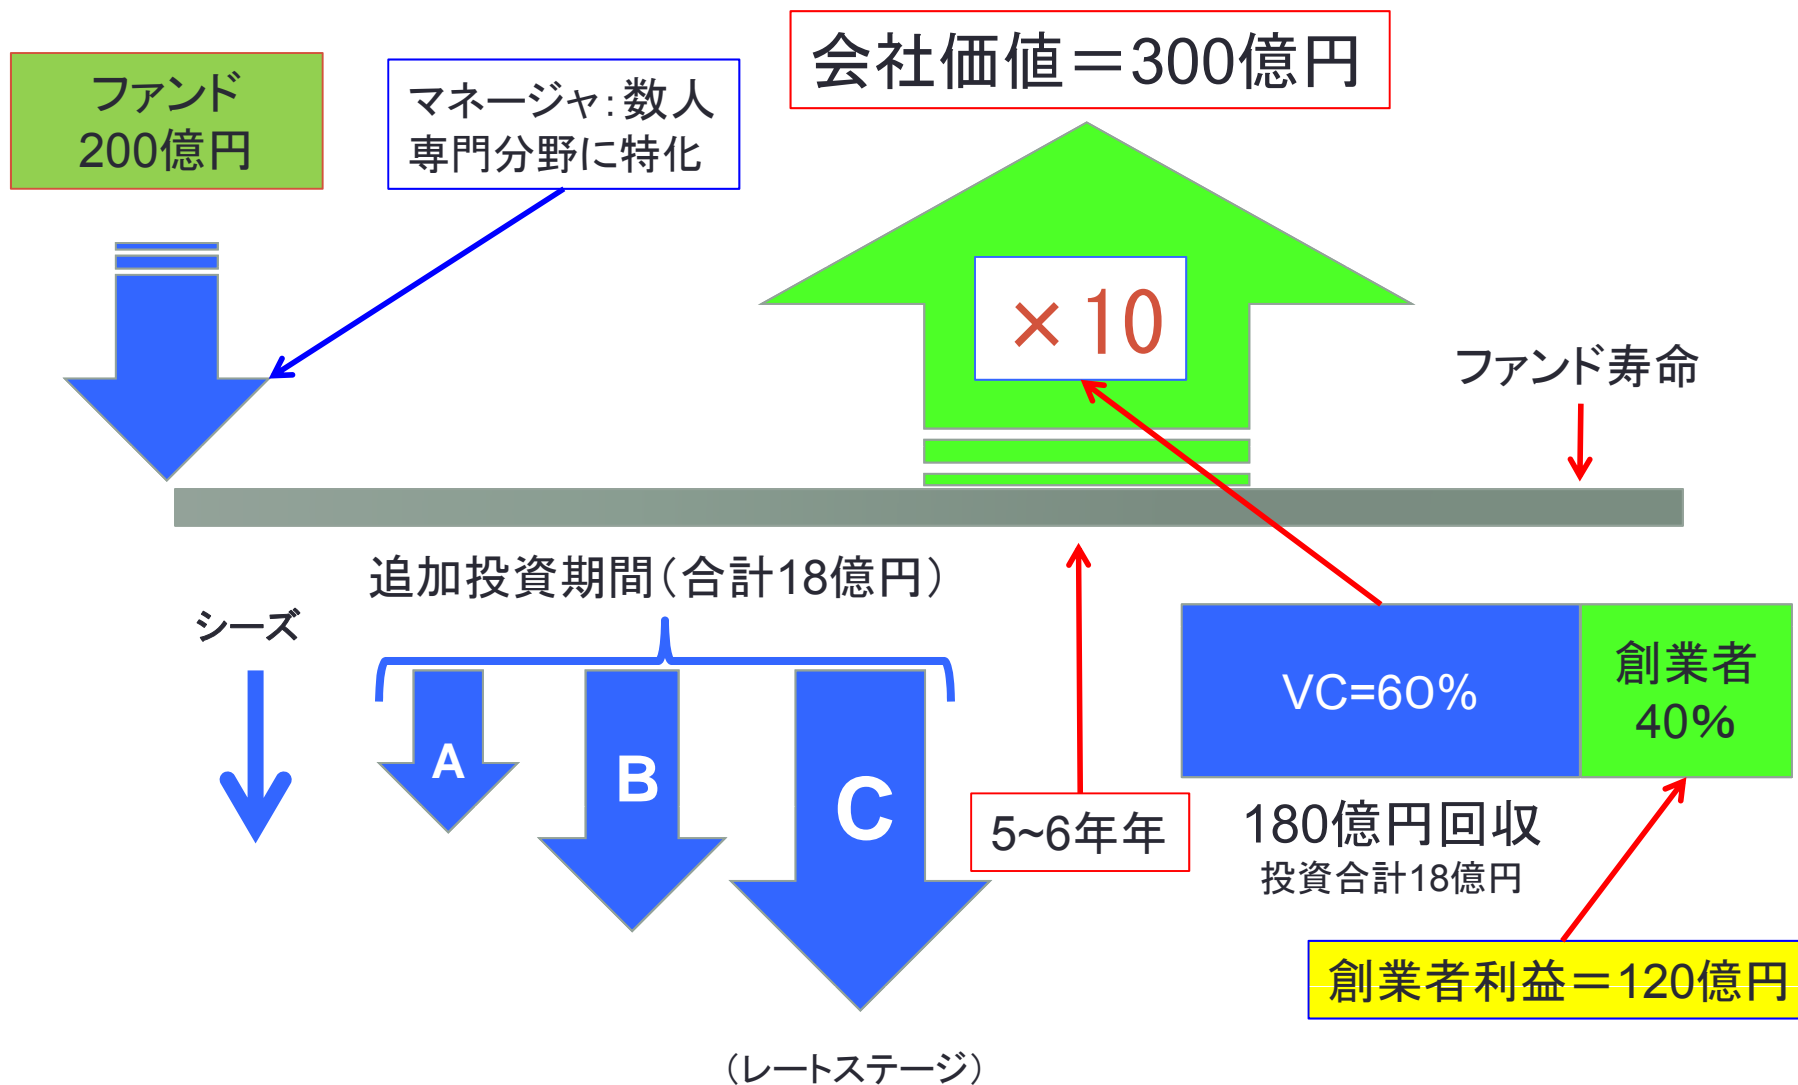 ファンド
200億円
マネージャ：数人
専門分野に特化
会社価値＝300億円
×10
ファンド寿命
追加投資期間（合計18億円）
シーズ
A
B
C
5~6年年
VC=60%
創業者
40%
180億円回収
投資合計18億円
創業者利益＝120億円
（レートステージ）